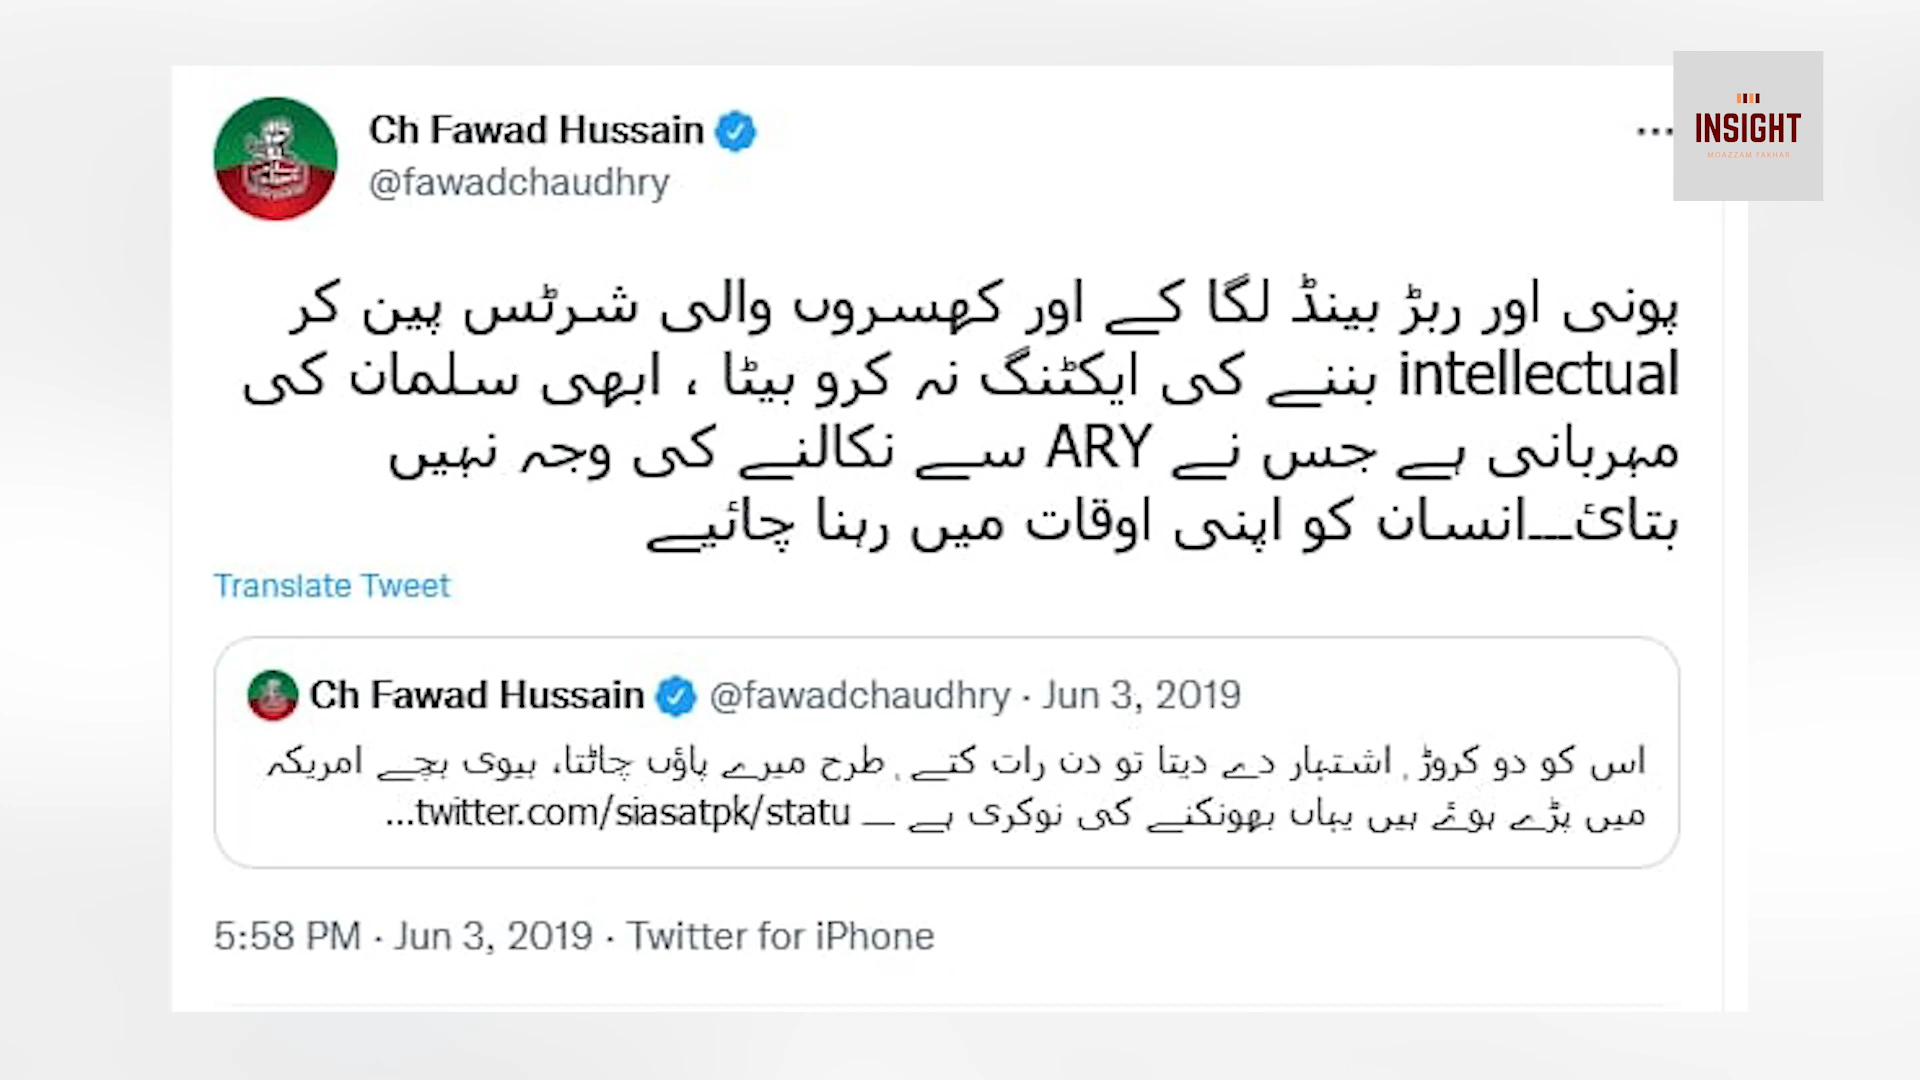 Ch Fawad Hussain
@fawadchaudhry
...
INSIGHT
MOAZZAM FAKHAR
پونی اور ربڑ بینڈ لگا کے اور کھسروں والی شرٹس پہن کر
intellectual بننے کی ایکٹنگ نہ کرو بیٹا ، ابھی سلمان کی
مہربانی ہے جس نے ARY سے نکالنے کی وجہ نہیں
بتائ۔۔۔انسان کو اپنی اوقات میں رہنا چائیے
Translate Tweet
Ch Fawad Hussain @fawadchaudhry · Jun 3, 2019
اس کو دو کروڑ اشتہار دے دیتا تو دن رات کتے طرح میرے پاؤں چاٹتا، بیوی بچے امریکہ
میں پڑے ہوۓ ہیں یہاں بھونکنے کی نوکری ہے — twitter.com/siasatpk/statu...
5:58 PM · Jun 3, 2019 · Twitter for iPhone